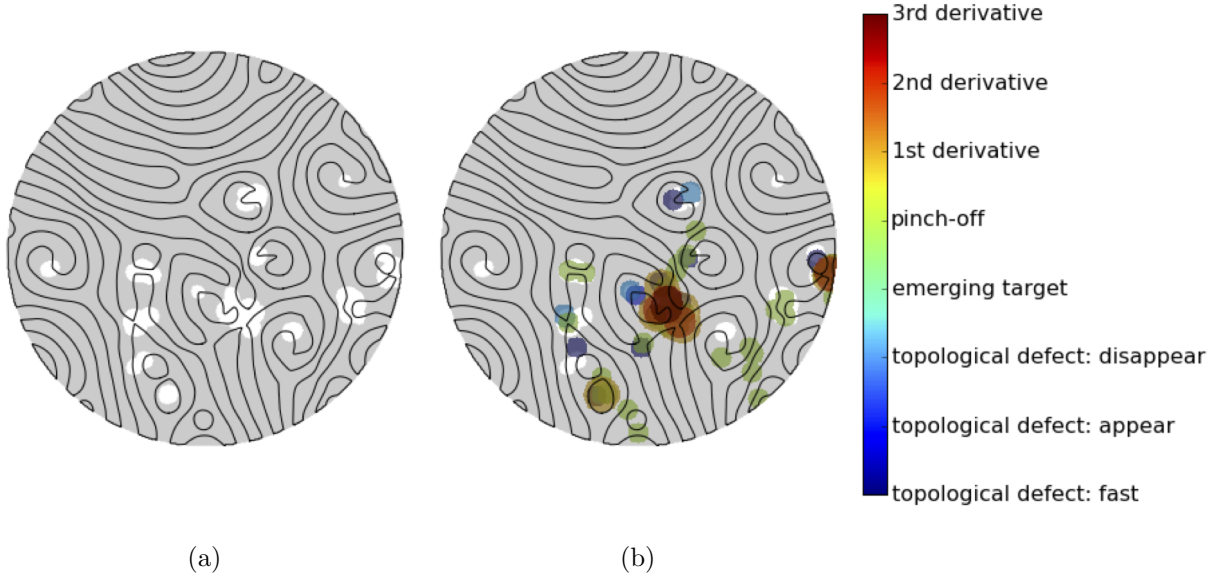 3rd derivative
2nd derivative
1st derivative
pinch-off
emerging target
topological defect: disappear
topological defect: appear
topological defect: fast
(a)
(b)